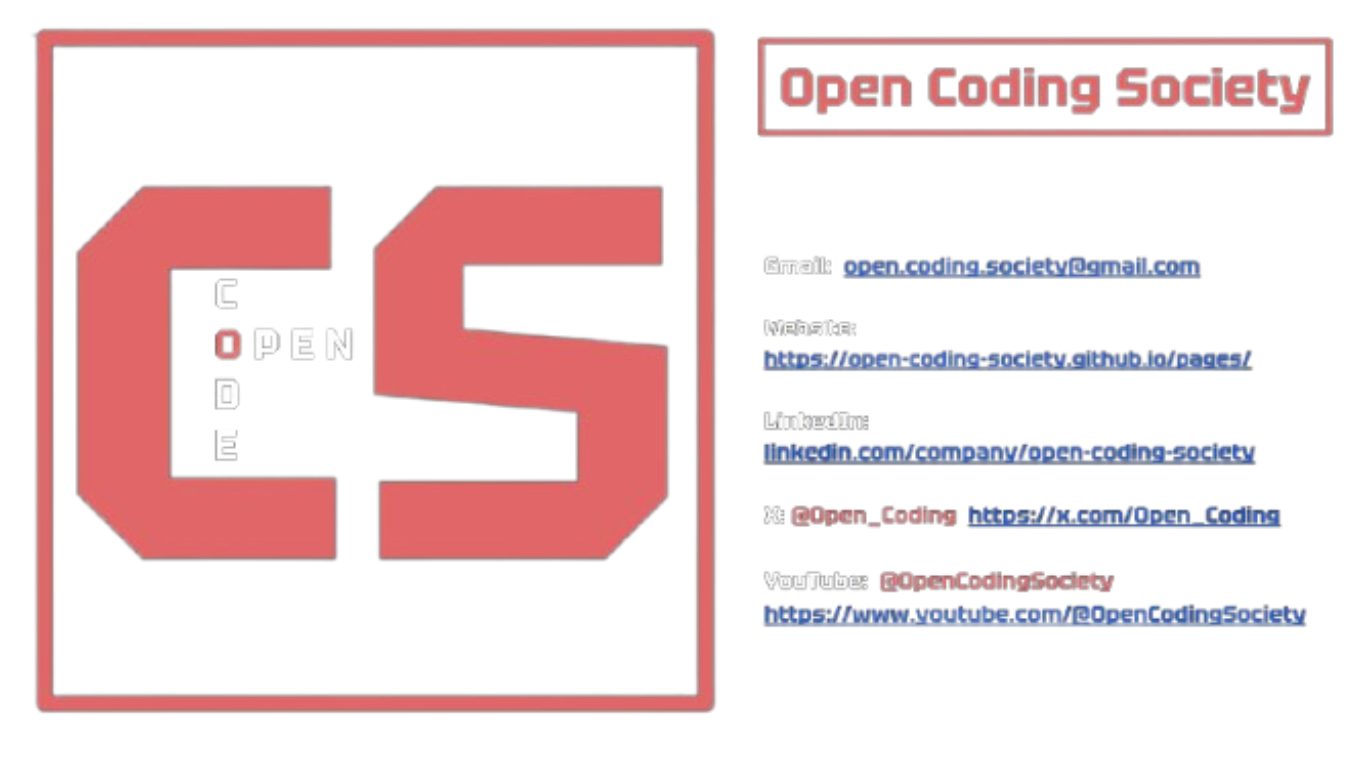 CS
CODE
OPEN
Open Coding Society
Gmail: open.coding.society@gmail.com
Website:
https://open-coding-society.github.io/pages/
LinkedIn:
linkedin.com/company/open-coding-society
X: @Open_Coding https://x.com/Open_Coding
YouTube: @OpenCodingSociety
https://www.youtube.com/@OpenCodingSociety